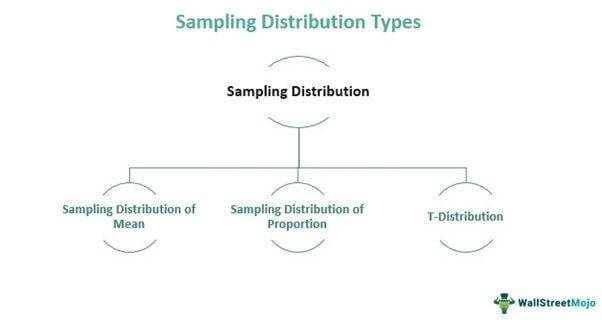 Sampling Distribution Types
Sampling Distribution
Sampling Distribution of
Mean
Sampling Distribution of
Proportion
T-Distribution
WallStreetMojo